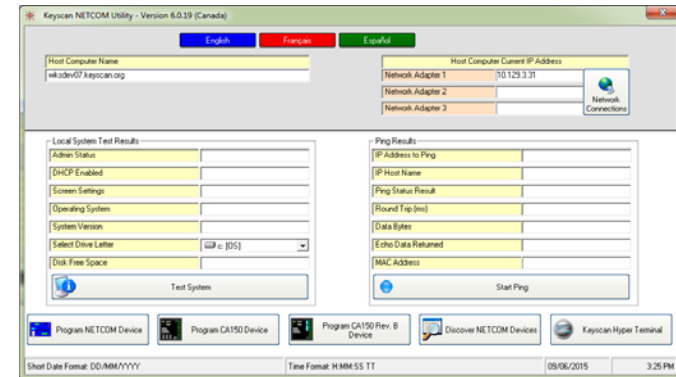 Keyscan NETCOM Utility - Version 6.0.19 (Canada)
English Français Español
Host Computer Name
wksdev07.keyscan.org
Host Computer Current IP Address
Network Adapter 1 10.129.3.31
Network Adapter 2
Network Adapter 3
Network
Connections
Local System Test Results
Admin Status
DHCP Enabled
Screen Settings
Operating System
System Version
Select Drive Letter c: [OS]
Disk Free Space
Test System
Ping Results
IP Address to Ping
IP Host Name
Ping Status Result
Round Trip (ms)
Data Bytes
Echo Data Returned
MAC Address
Start Ping
Program NETCOM Device
Program CA150 Device
Program CA150 Rev. B
Device
Discover NETCOM Devices
Keyscan Hyper Terminal
Short Date Format: DD/MM/YYYY Time Format: H:MM:SS TT 09/06/2015 3:25 PM